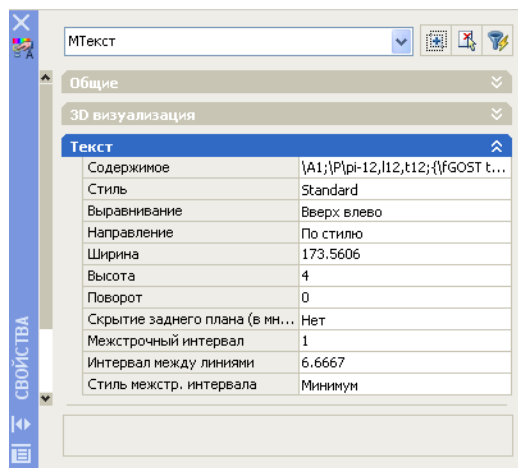 МТекст
Общие
3D визуализация
Текст
Содержимое \A1;\P\pi-12,l12,t12;{\fGOST t...
Стиль Standard
Выравнивание Вверх влево
Направление По стилю
Ширина 173.5606
Высота 4
Поворот 0
Скрытие заднего плана (в мн... Нет
Межстрочный интервал 1
Интервал между линиями 6.6667
Стиль межстр. интервала Минимум
СВОЙСТВА